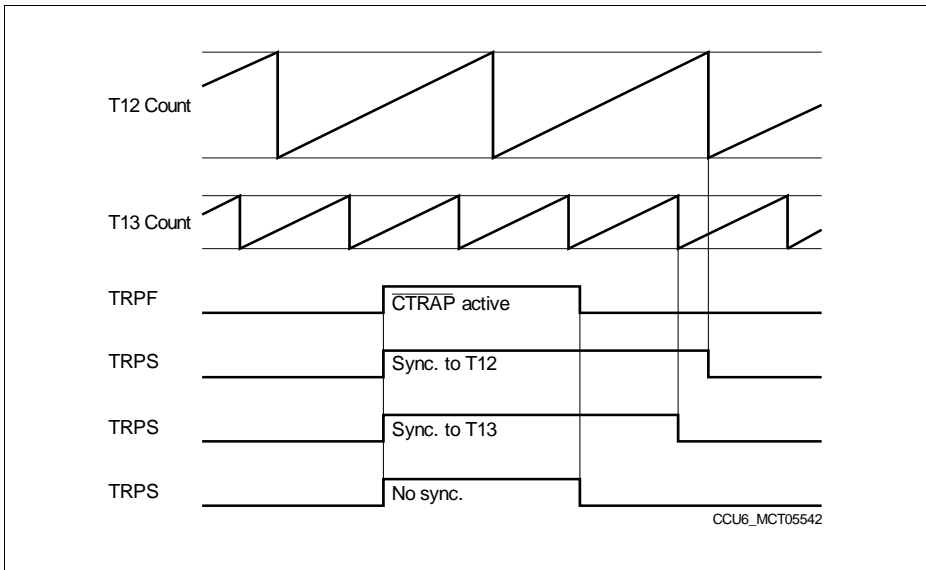 T12 Count
T13 Count
TRPF
CTRAP active
TRPS
Sync. to T12
TRPS
Sync. to T13
TRPS
No sync.
CCU6_MCT05542